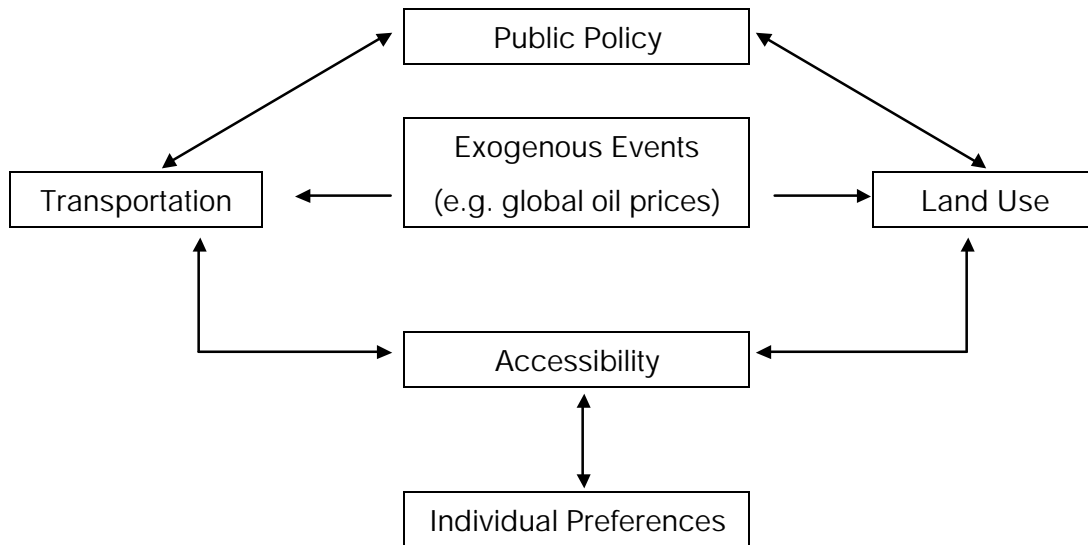 Public Policy
Exogenous Events
(e.g. global oil prices)
Transportation
Land Use
Accessibility
Individual Preferences